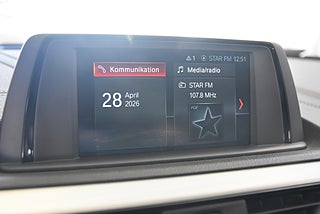 1 STAR FM 12:51
Kommunikation
Media/radio
28 April
2026
STAR FM
107.8 MHz